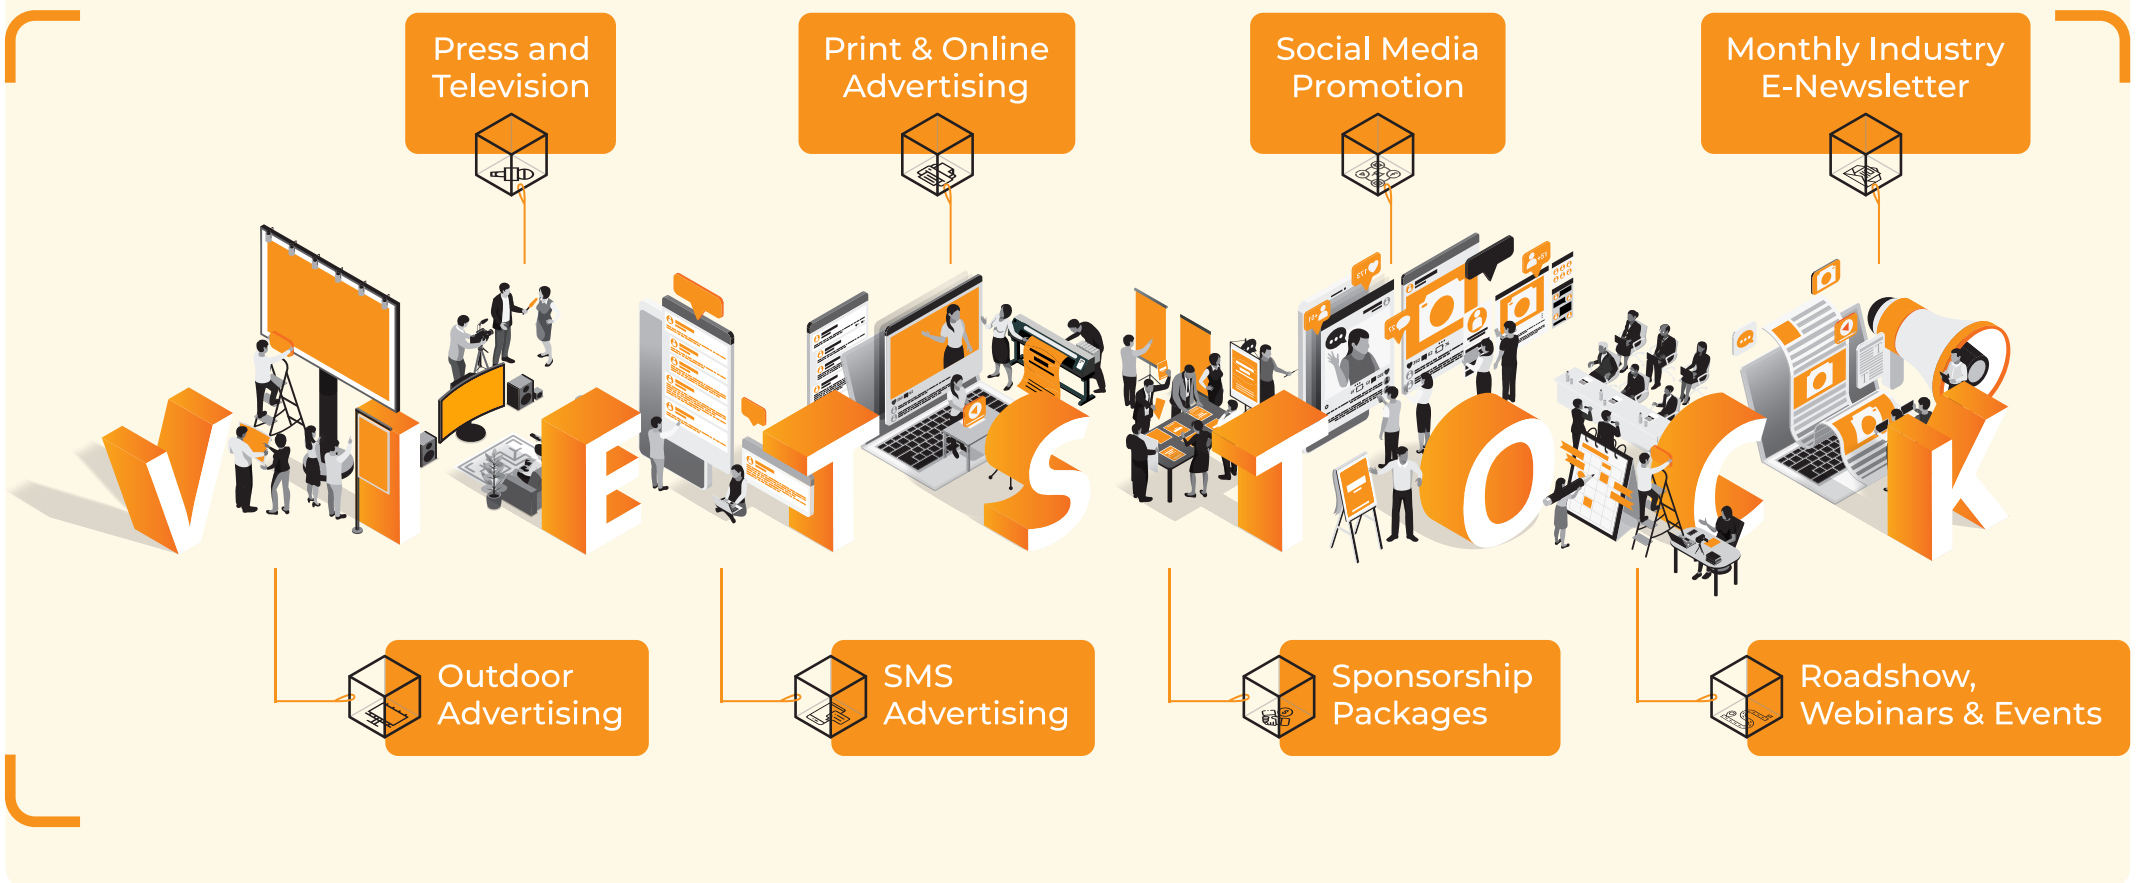 Press and
Television
Print & Online
Advertising
Social Media
Promotion
Monthly Industry
E-Newsletter
VIETSTOCK
Outdoor
Advertising
SMS
Advertising
Sponsorship
Packages
Roadshow,
Webinars & Events